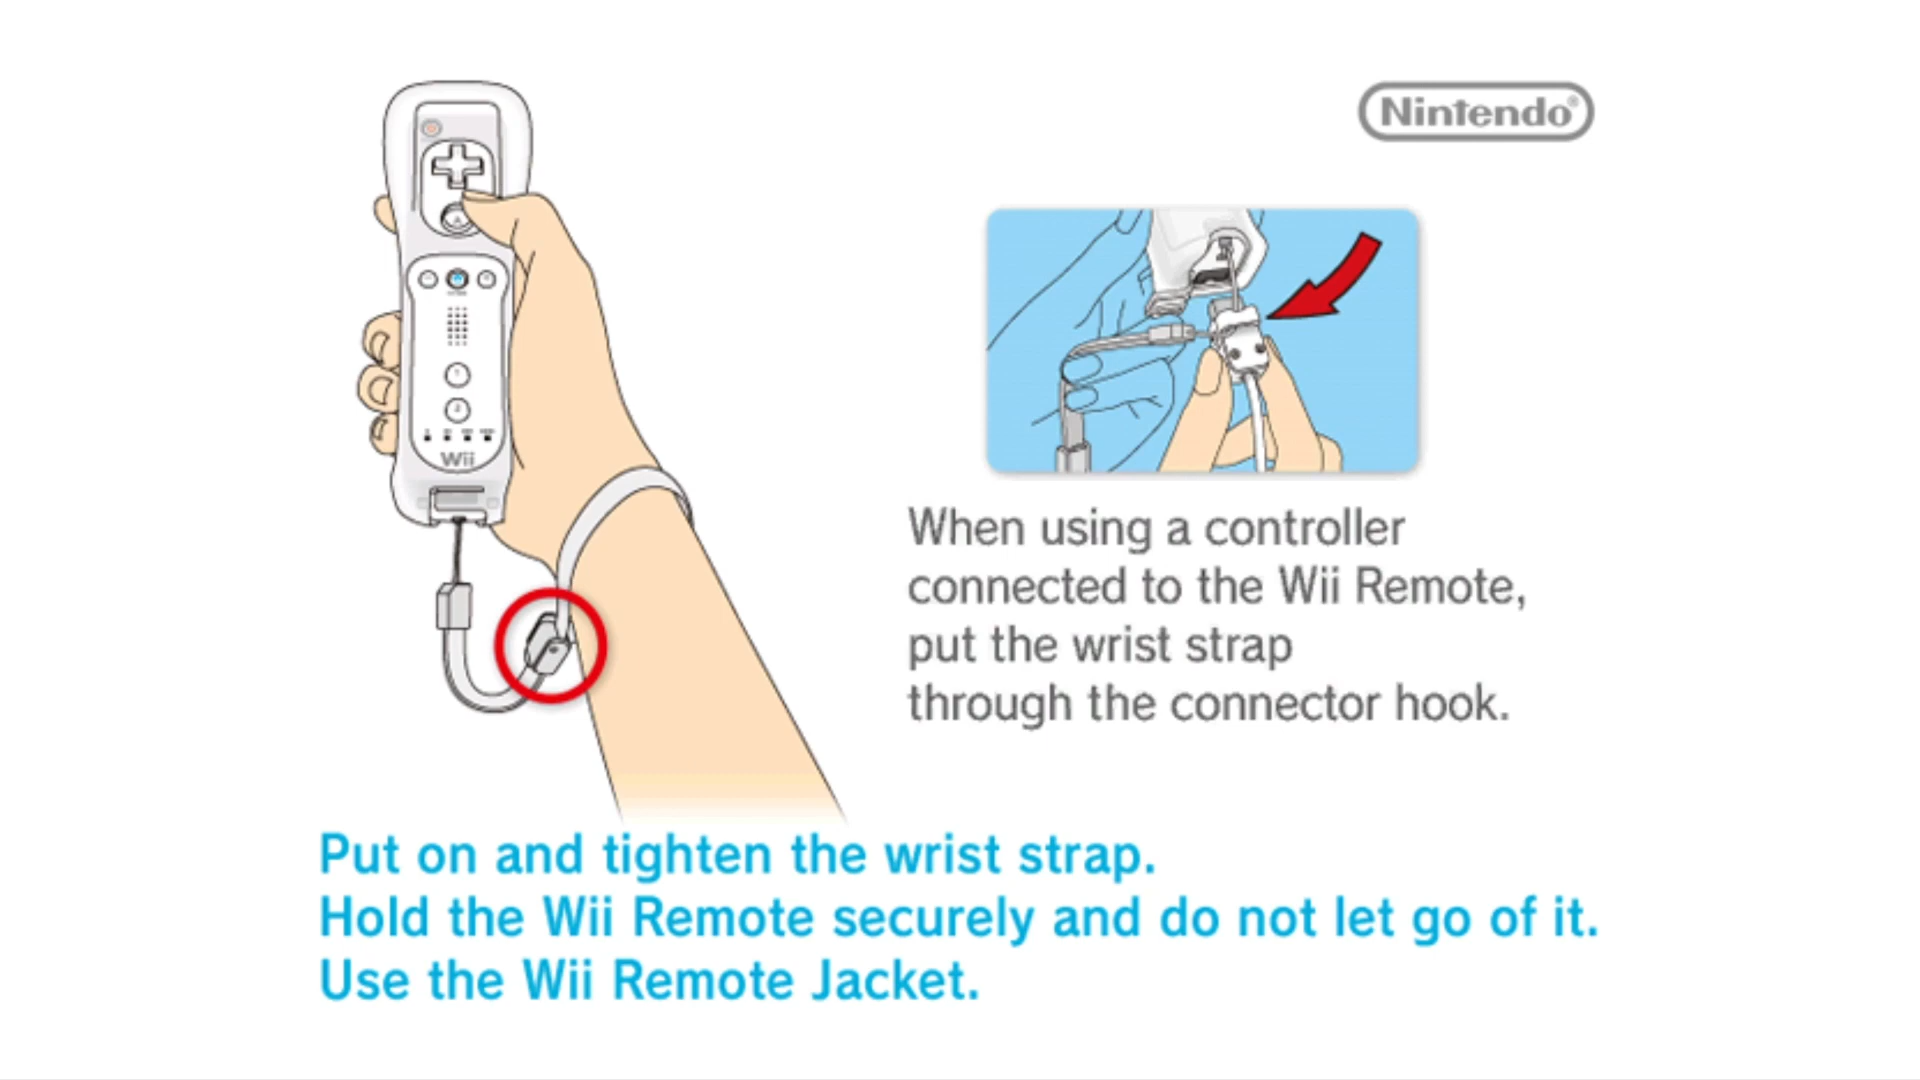 Nintendo®
Wii
When using a controller
connected to the Wii Remote,
put the wrist strap
through the connector hook.
Put on and tighten the wrist strap.
Hold the Wii Remote securely and do not let go of it.
Use the Wii Remote Jacket.